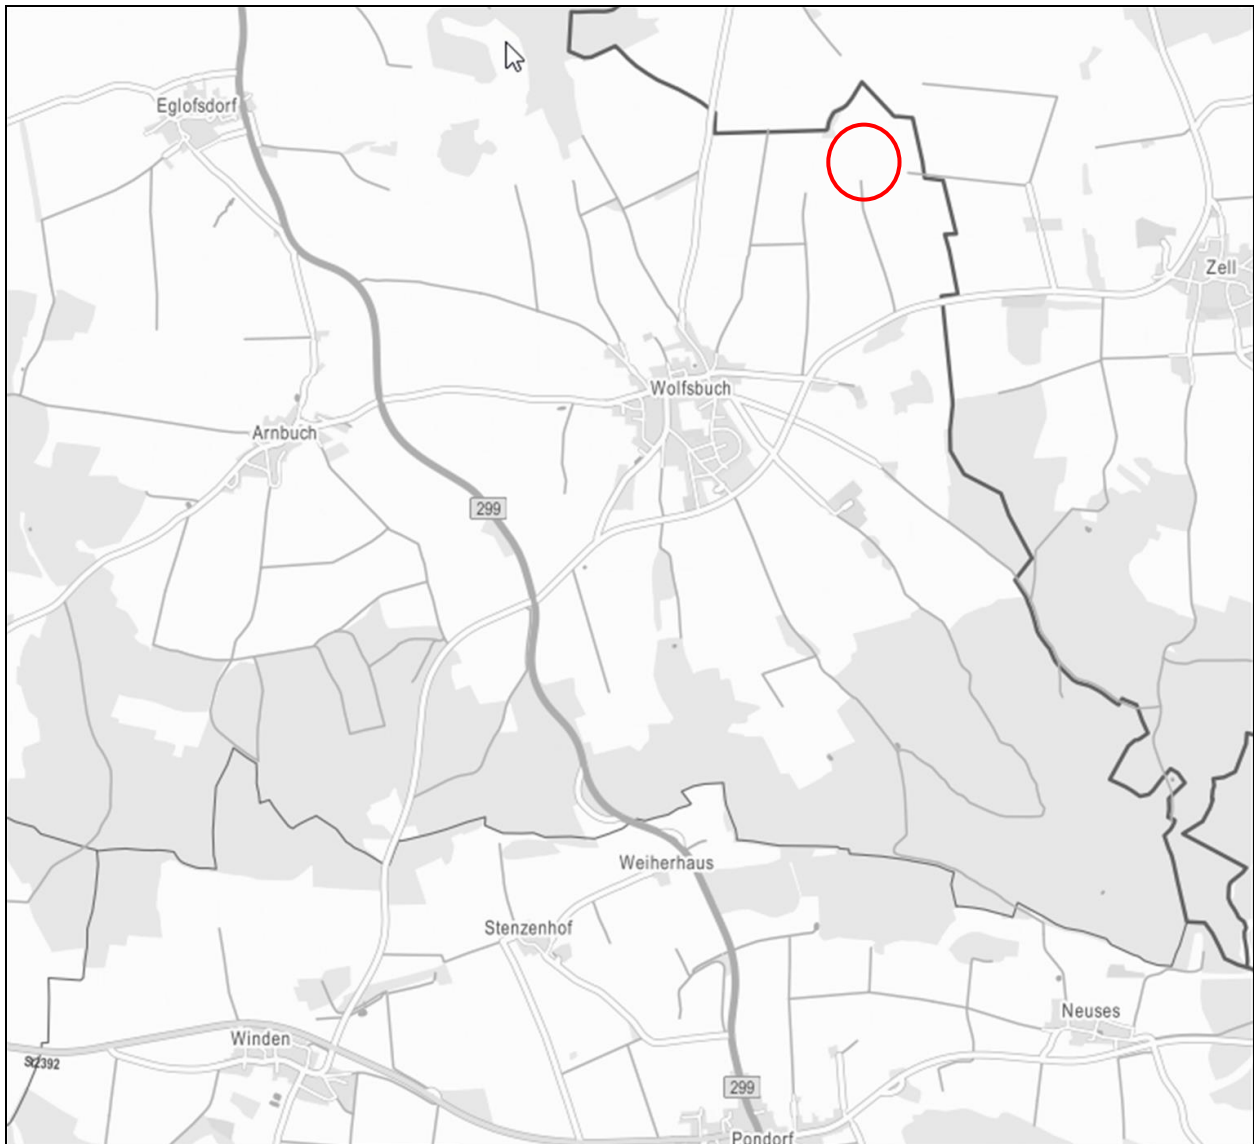 Eglofsdorf
Zell
Wolfsbuch
Arnbuch
299
Weiherhaus
Stenzenhof
Neuses
Winden
St2392
299
Pondorf